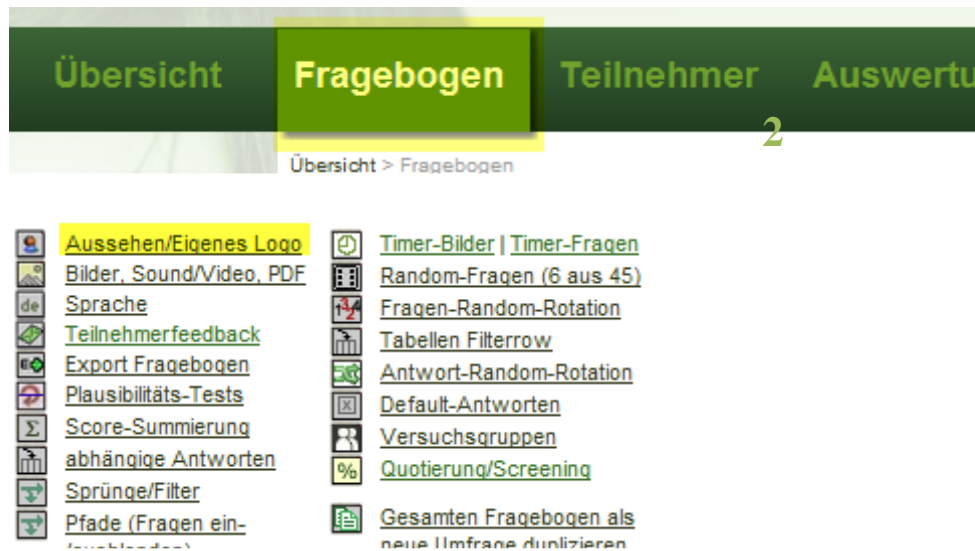 Übersicht Fragebogen Teilnehmer Auswertu
2
Übersicht > Fragebogen
Aussehen/Eigenes Logo
Bilder, Sound/Video, PDF
de Sprache
Teilnehmerfeedback
Export Fragebogen
Plausibilitäts-Tests
Σ Score-Summierung
abhängige Antworten
Sprünge/Filter
Pfade (Fragen ein-
/ausblenden)
Timer-Bilder | Timer-Fragen
Random-Fragen (6 aus 45)
Fragen-Random-Rotation
Tabellen Filterrow
Antwort-Random-Rotation
Default-Antworten
Versuchsgruppen
% Quotierung/Screening
Gesamten Fragebogen als
neue Umfrage duplizieren